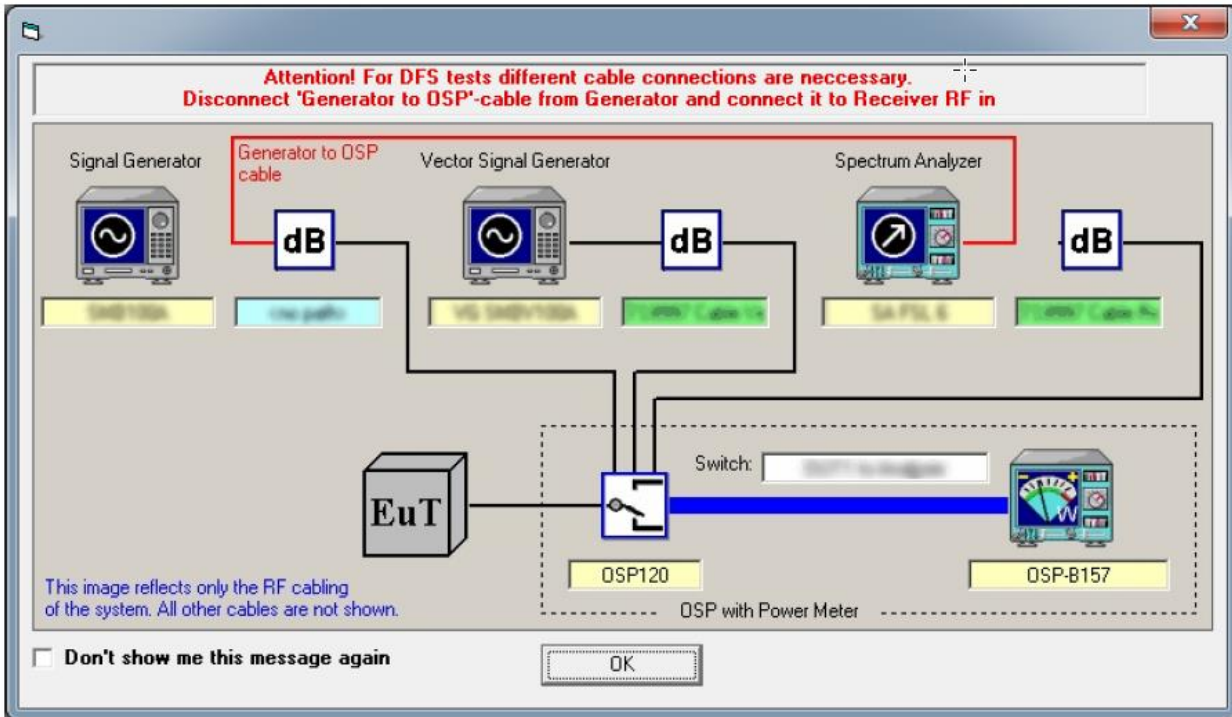 Attention! For DFS tests different cable connections are neccessary.
Disconnect 'Generator to OSP'-cable from Generator and connect it to Receiver RF in
Signal Generator
Generator to OSP
cable
Vector Signal Generator
Spectrum Analyzer
dB
dB
dB
Switch:
EuT
W
OSP120
OSP-B157
This image reflects only the RF cabling
of the system. All other cables are not shown.
OSP with Power Meter
Don't show me this message again
OK